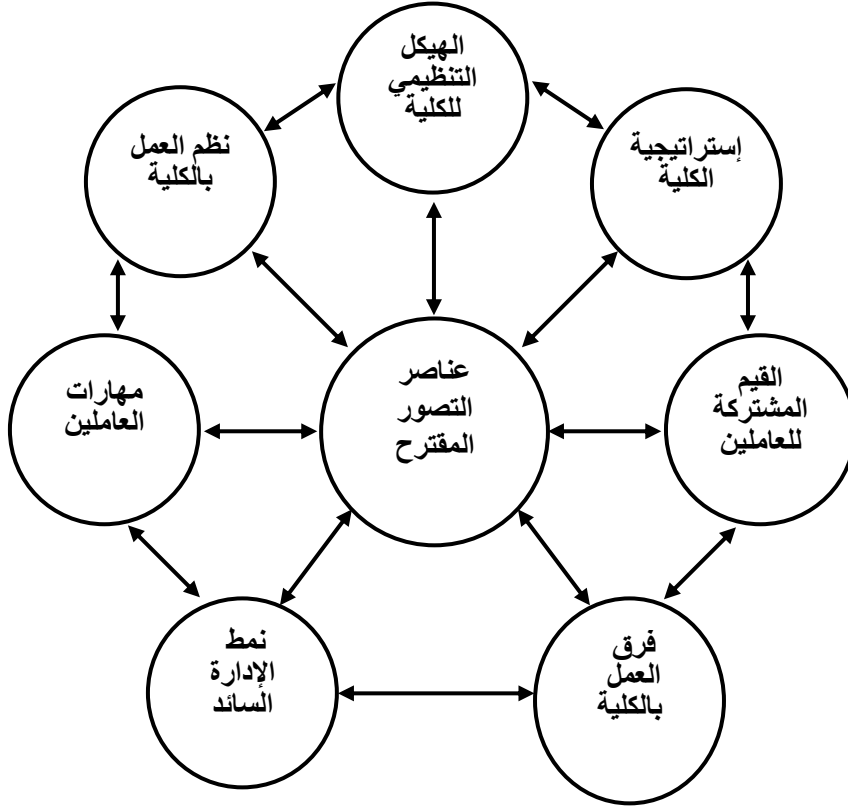 الهيكل
التنظيمي
للكلية
إستراتيجية
الكلية
نظم العمل
بالكلية
القيم
المشتركة
للعاملين
عناصر
التصور
المقترح
مهارات
العاملين
فرق
العمل
بالكلية
نمط
الإدارة
السائد